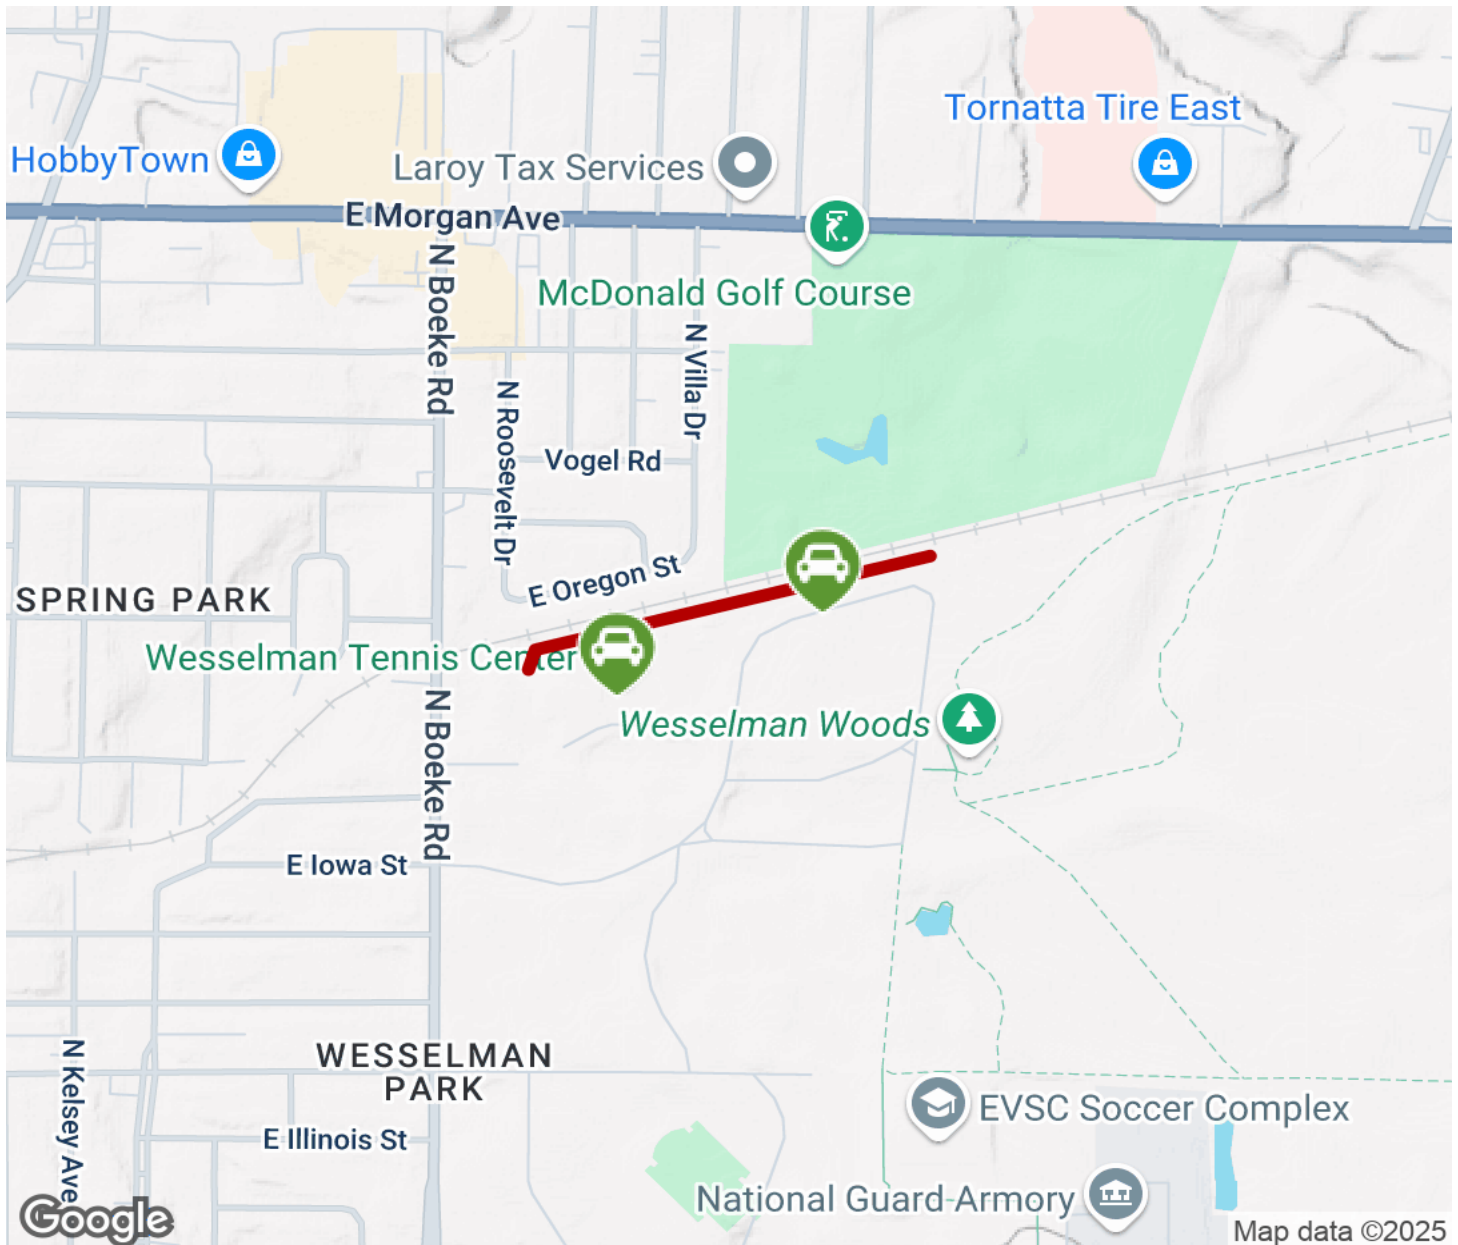 Tornatta Tire East
HobbyTown
Laroy Tax Services
E Morgan Ave
N Boeke Rd
McDonald Golf Course
N Villa Dr
N Roosevelt Dr
Vogel Rd
E Oregon St
SPRING PARK
Wesselman Tennis Center
N Boeke Rd
Wesselman Woods
E Iowa St
WESSELMAN
PARK
N Kelsey Ave
EVSC Soccer Complex
E Illinois St
National Guard Armory
Google
Map data ©2025